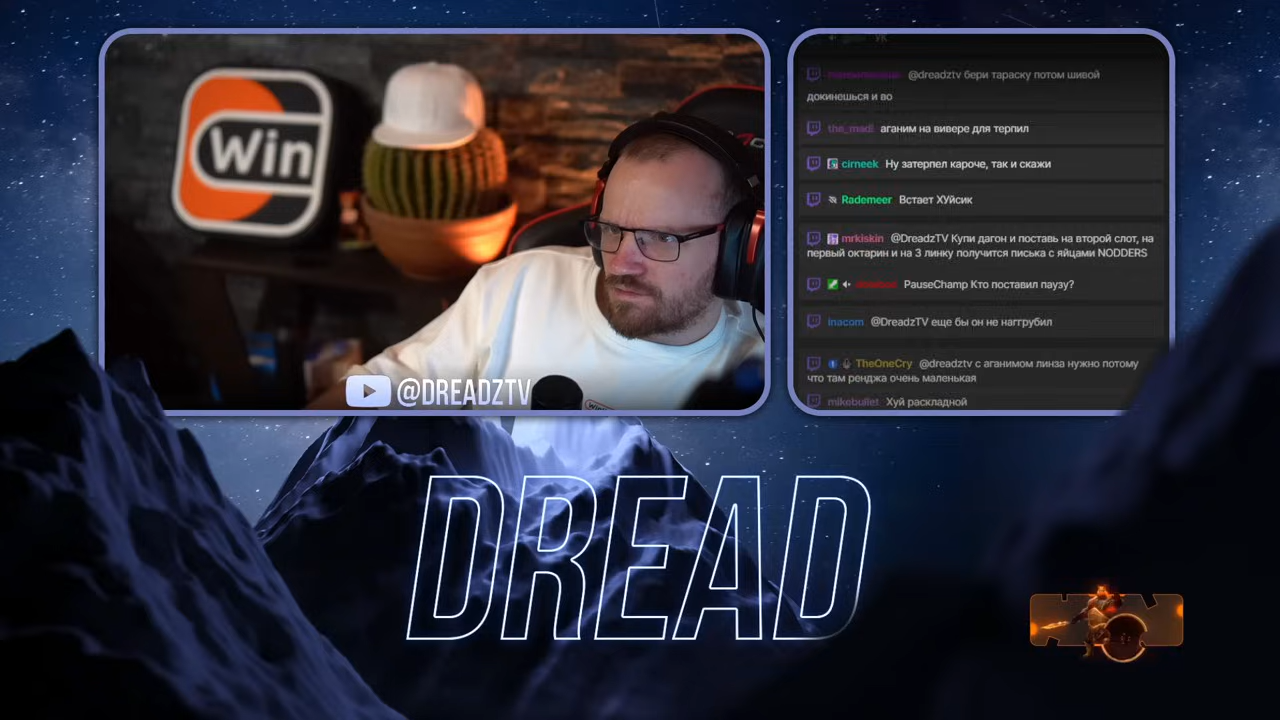 Win
@DREADZTV
ук
@dreadztv бери тараску потом шивой
докинешься и во
the_madl аганим на вивере для терпил
cirneek Ну затерпел кароче, так и скажи
Rademeer Встает ХУйсик
mrkiskin @DreadzTV Купи дагон и поставь на второй слот, на
первый октарин и на 3 линку получится писька с яйцами NODDERS
PauseChamp Кто поставил паузу?
inacom @DreadzTV еще бы он не наггрубил
TheOneCry @dreadztv с аганимом линза нужно потому
что там ренджа очень маленькая
mikebullet Хуй раскладной
DREAD